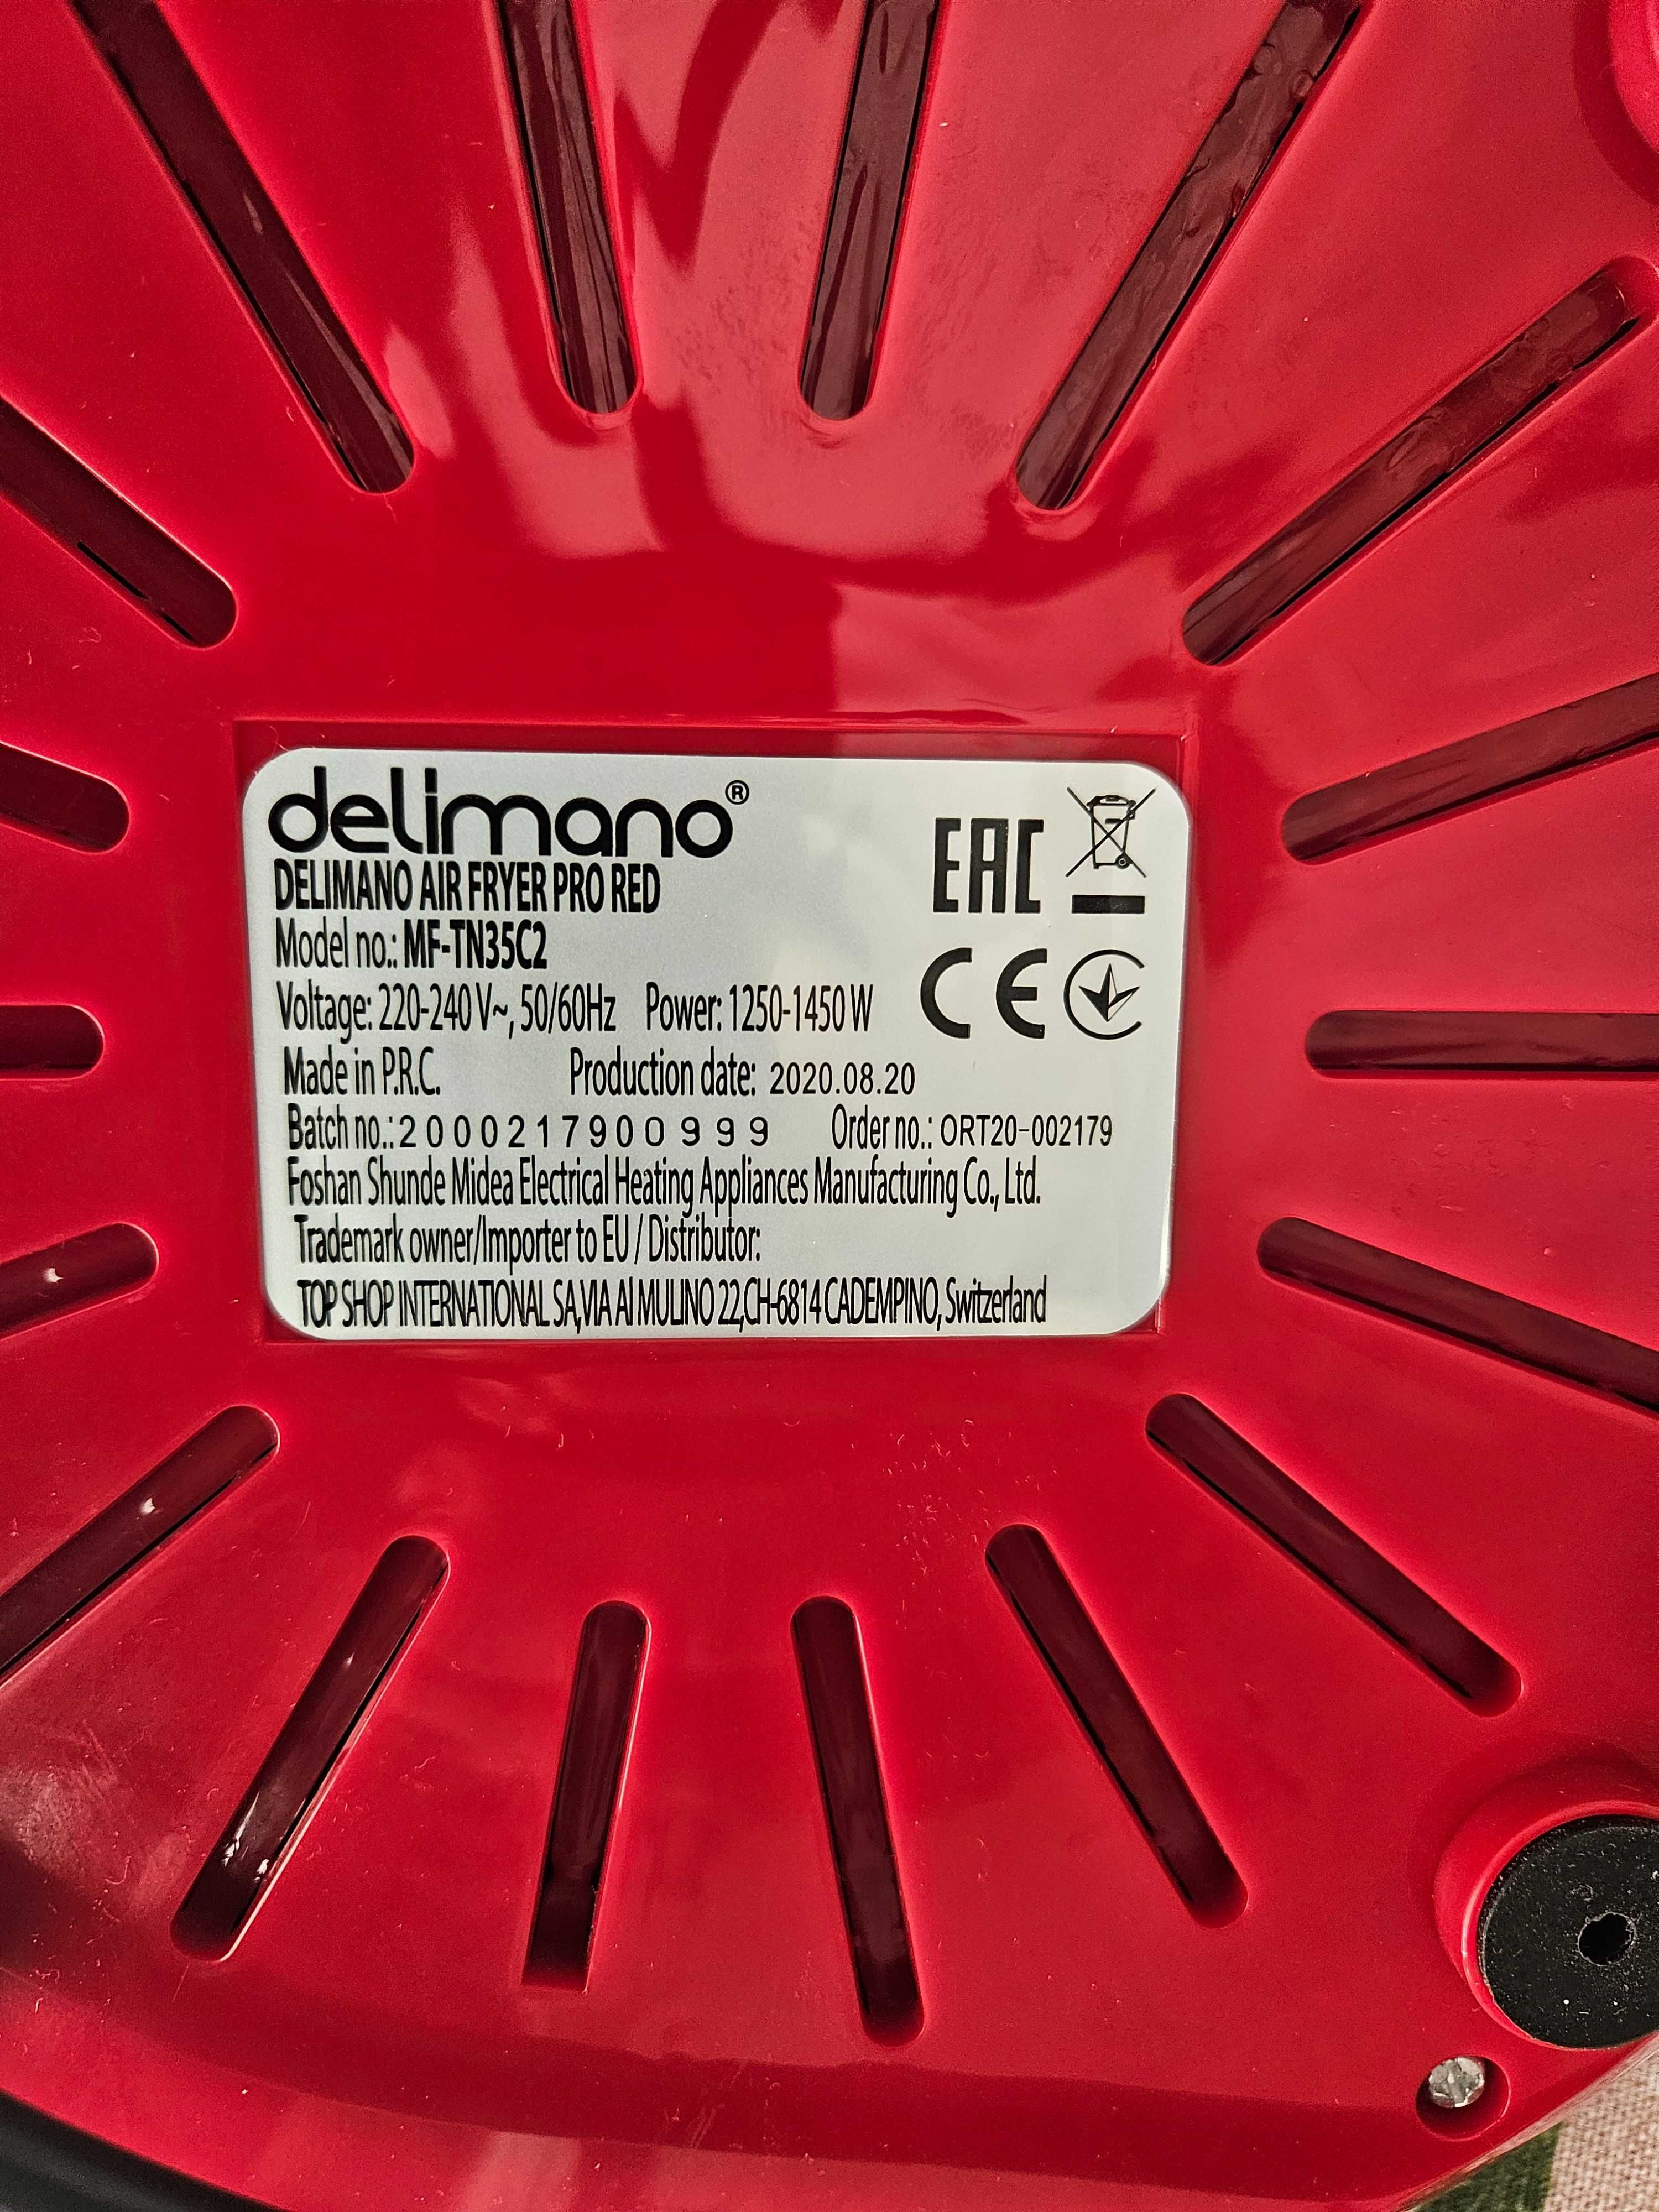 delimano®
DELIMANO AIR FRYER PRO RED
EAC
Model no.: MF-TN35C2
Voltage: 220-240 V~, 50/60Hz Power: 1250-1450 W
CE
Made in P.R.C. Production date: 2020.08.20
Batch no.: 2000217900999 Order no.: ORT20-002179
Foshan Shunde Midea Electrical Heating Appliances Manufacturing Co., Ltd.
Trademark owner/Importer to EU / Distributor:
TOP SHOP INTERNATIONAL SA,VIA AI MULINO 22,CH-6814 CADEMPINO, Switzerland